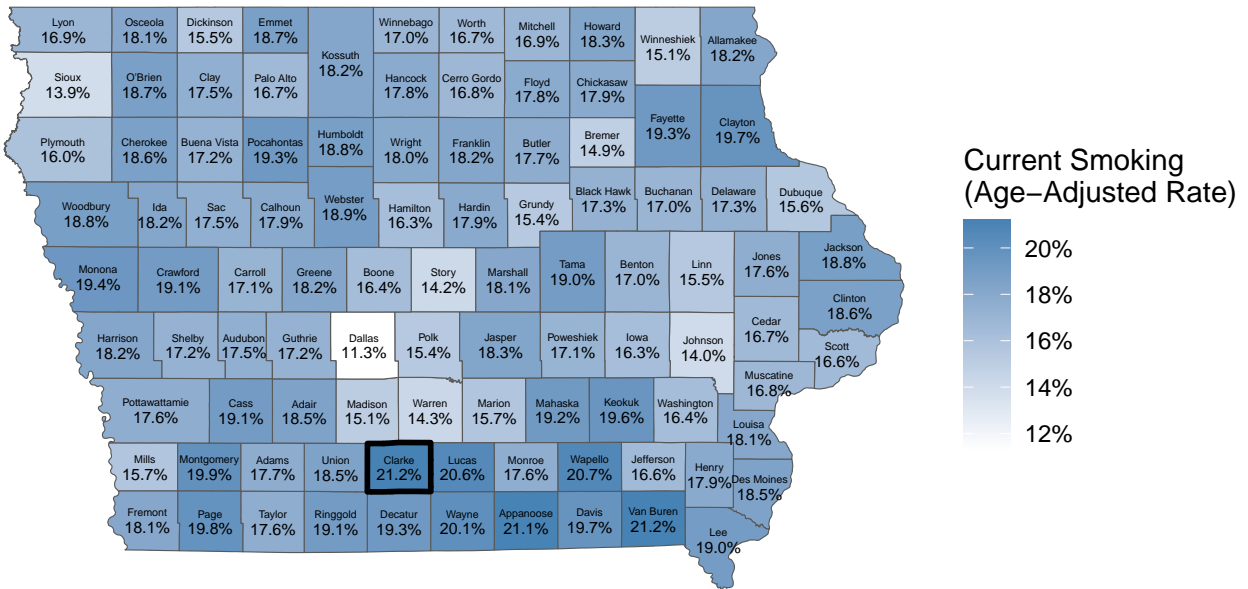 Lyon
16.9%
Osceola
18.1%
Dickinson
15.5%
Emmet
18.7%
Kossuth
18.2%
Winnebago
17.0%
Worth
16.7%
Mitchell
16.9%
Howard
18.3%
Winneshiek
15.1%
Allamakee
18.2%
Sioux
13.9%
O'Brien
18.7%
Clay
17.5%
Palo Alto
16.7%
Hancock
17.8%
Cerro Gordo
16.8%
Floyd
17.8%
Chickasaw
17.9%
Fayette
19.3%
Clayton
19.7%
Plymouth
16.0%
Cherokee
18.6%
Buena Vista
17.2%
Pocahontas
19.3%
Humboldt
18.8%
Wright
18.0%
Franklin
18.2%
Butler
17.7%
Bremer
14.9%
Woodbury
18.8%
Ida
18.2%
Sac
17.5%
Calhoun
17.9%
Webster
18.9%
Hamilton
16.3%
Hardin
17.9%
Grundy
15.4%
Black Hawk
17.3%
Buchanan
17.0%
Delaware
17.3%
Dubuque
15.6%
Monona
19.4%
Crawford
19.1%
Carroll
17.1%
Greene
18.2%
Boone
16.4%
Story
14.2%
Marshall
18.1%
Tama
19.0%
Benton
17.0%
Linn
15.5%
Jones
17.6%
Jackson
18.8%
Clinton
18.6%
Harrison
18.2%
Shelby
17.2%
Audubon
17.5%
Guthrie
17.2%
Dallas
11.3%
Polk
15.4%
Jasper
18.3%
Poweshiek
17.1%
Iowa
16.3%
Johnson
14.0%
Cedar
16.7%
Scott
16.6%
Muscatine
16.8%
Pottawattamie
17.6%
Cass
19.1%
Adair
18.5%
Madison
15.1%
Warren
14.3%
Marion
15.7%
Mahaska
19.2%
Keokuk
19.6%
Washington
16.4%
Louisa
18.1%
Mills
15.7%
Montgomery
19.9%
Adams
17.7%
Union
18.5%
Clarke
21.2%
Lucas
20.6%
Monroe
17.6%
Wapello
20.7%
Jefferson
16.6%
Henry
17.9%
Des Moines
18.5%
Fremont
18.1%
Page
19.8%
Taylor
17.6%
Ringgold
19.1%
Decatur
19.3%
Wayne
20.1%
Appanoose
21.1%
Davis
19.7%
Van Buren
21.2%
Lee
19.0%
Current Smoking
(Age−Adjusted Rate)
20%
18%
16%
14%
12%